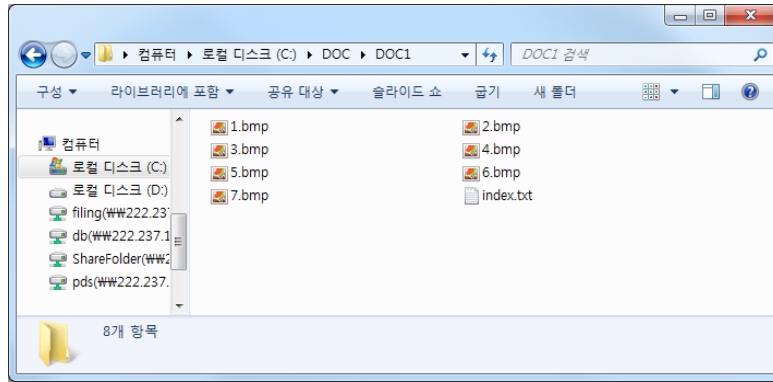 컴퓨터 로컬 디스크 (C:) DOC DOC1 DOC1 검색
구성 라이브러리에 포함 공유 대상 슬라이드 쇼 굽기 새 폴더
컴퓨터
로컬 디스크 (C:)
로컬 디스크 (D:)
filing(₩₩222.237
db(₩₩222.237.1
ShareFolder(₩₩2
pds(₩₩222.237.
1.bmp 2.bmp
3.bmp 4.bmp
5.bmp 6.bmp
7.bmp index.txt
8개 항목